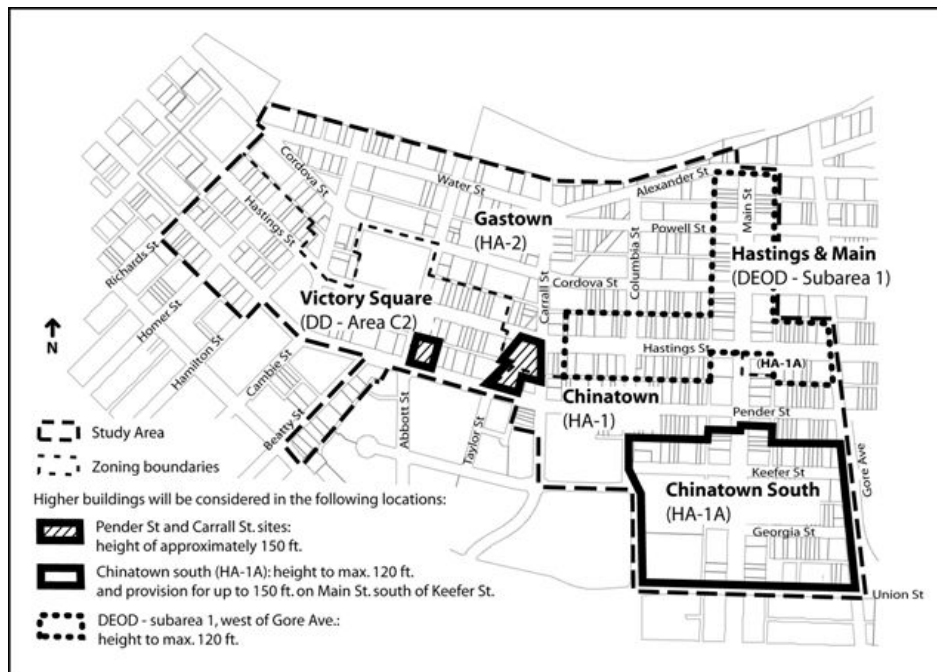 Cordova St
Water St
Alexander St
Main St
Hastings St
Gastown
(HA-2)
Powell St
Columbia St
Hastings & Main
(DEOD - Subarea 1)
Richards St
Carrall St
Cordova St
Victory Square
(DD - Area C2)
Homer St
N
Hamilton St
Hastings St
(HA-1A)
Cambie St
Chinatown
(HA-1)
Pender St
Beatty St
Abbott St
Taylor St
Gore Ave
Keefer St
Chinatown South
(HA-1A)
Georgia St
Union St
Study Area
Zoning boundaries
Higher buildings will be considered in the following locations:
Pender St and Carrall St. sites:
height of approximately 150 ft.
Chinatown south (HA-1A): height to max. 120 ft.
and provision for up to 150 ft. on Main St. south of Keefer St.
DEOD - subarea 1, west of Gore Ave.:
height to max. 120 ft.